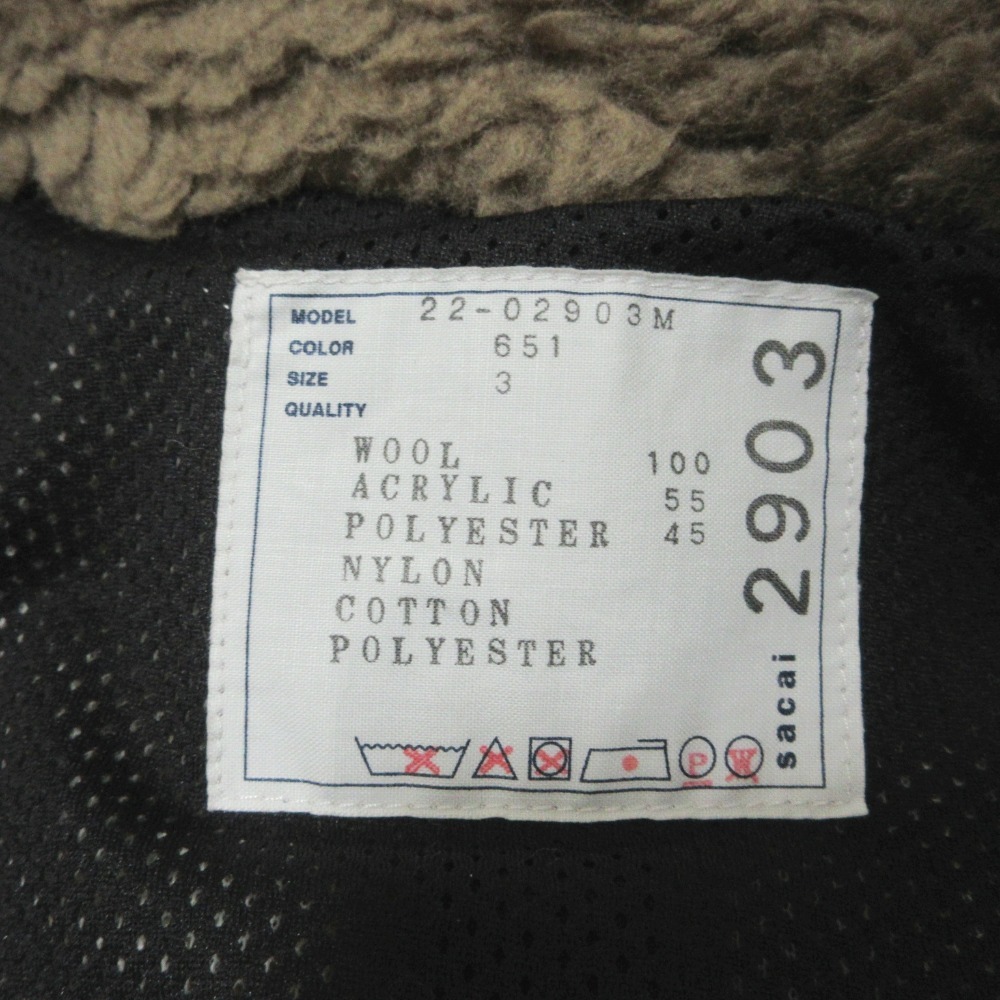 MODEL 22-02903M
COLOR 651
SIZE 3
QUALITY
WOOL 100
ACRYLIC 55
POLYESTER 45
NYLON
COTTON
POLYESTER
P W
sacai 2903